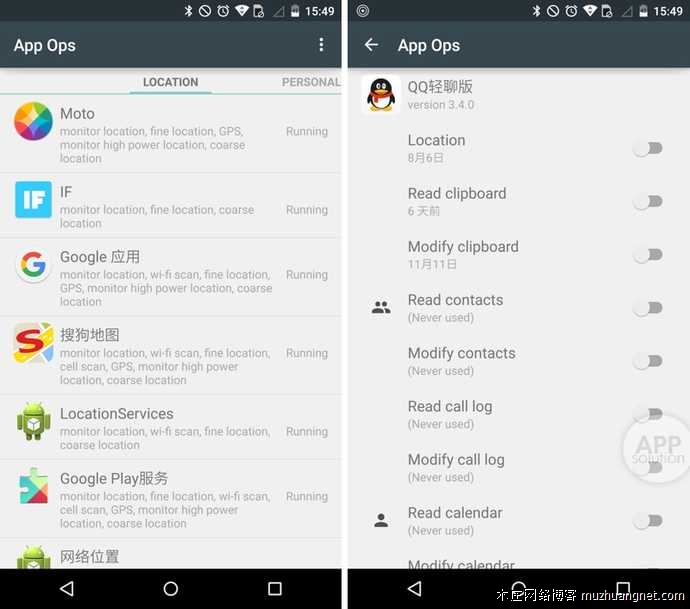 15:49
App Ops
LOCATION
PERSONAL
Moto
monitor location, fine location, GPS,
monitor high power location, coarse
location
Running
IF
IF
monitor location, fine location, coarse
location
Running
Google 应用
monitor location, wi-fi scan, fine location,
GPS, monitor high power location, coarse
location
Running
搜狗地图
monitor location, wi-fi scan, fine location,
cell scan, GPS, monitor high power
location, coarse location
Running
LocationServices
monitor location, wi-fi scan, fine location,
coarse location
Running
Google Play服务
monitor location, fine location, wi-fi scan,
cell scan, GPS, monitor high power
location, coarse location
Running
网络位置
15:49
App Ops
QQ轻聊版
version 3.4.0
Location
8月6日
Read clipboard
6 天前
Modify clipboard
11月11日
Read contacts
(Never used)
Modify contacts
(Never used)
Read call log
(Never used)
Modify call log
(Never used)
Read calendar
(Never used)
Modify calendar
APP
solution
木庄网络博客 muzhuangnet.com